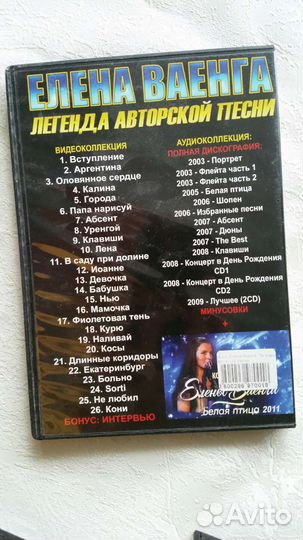 ЕЛЕНА ВАЕНГА
ЛЕГЕНДА АВТОРСКОЙ ПЕСНИ
ВИДЕОКОЛЛЕКЦИЯ
1. Вступление
2. Аргентина
3. Оловянное сердце
4. Калина
5. Города
6. Папа нарисуй
7. Абсент
8. Уренгой
9. Клавиши
10. Лена
11. В саду при долине
12. Иоанне
13. Девочка
14. Бабушка
15. Нью
16. Мамочка
17. Фиолетовая тень
18. Курю
19. Наливай
20. Косы
21. Длинные коридоры
22. Екатеринбург
23. Больно
24. Sorti
25. Не любил
26. Кони
БОНУС: ИНТЕРВЬЮ
АУДИОКОЛЛЕКЦИЯ:
ПОЛНАЯ ДИСКОГРАФИЯ:
2003 - Портрет
2003 - Флейта часть 1
2003 - Флейта часть 2
2005 - Белая птица
2006 - Шопен
2006 - Избранные песни
2007 - Абсент
2007 - Дюны
2007 - The Best
2008 - Клавиши
2008 - Концерт в День Рождения
CD1
2008 - Концерт в День Рождения
CD2
2009 - Лучшее (2CD)
МИНУСОВКИ
+
Елены Ваенги
Белая птица 2011
Avito